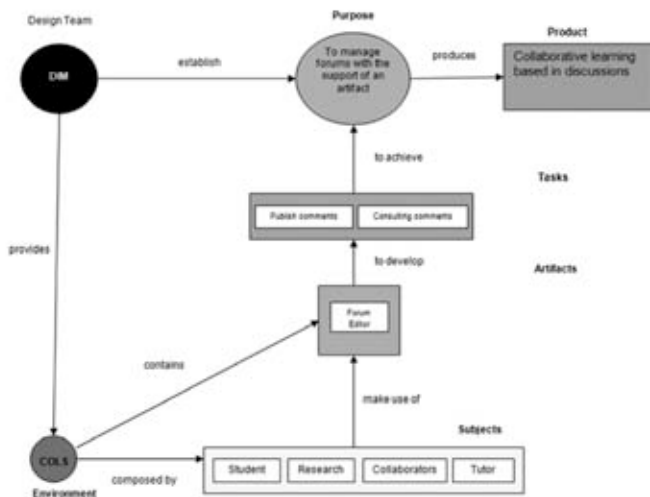 Design Team
Purpose
Product
DIM
establish
To manage
forums with the
support of an
artifact
produces
Collaborative learning
based in discussions
to achieve
Tasks
Publish comments
Consulting comments
provides
to develop
Artifacts
Forum
Editor
contains
make use of
Subjects
COLS
Environment
composed by
Student
Research
Collaborators
Tutor